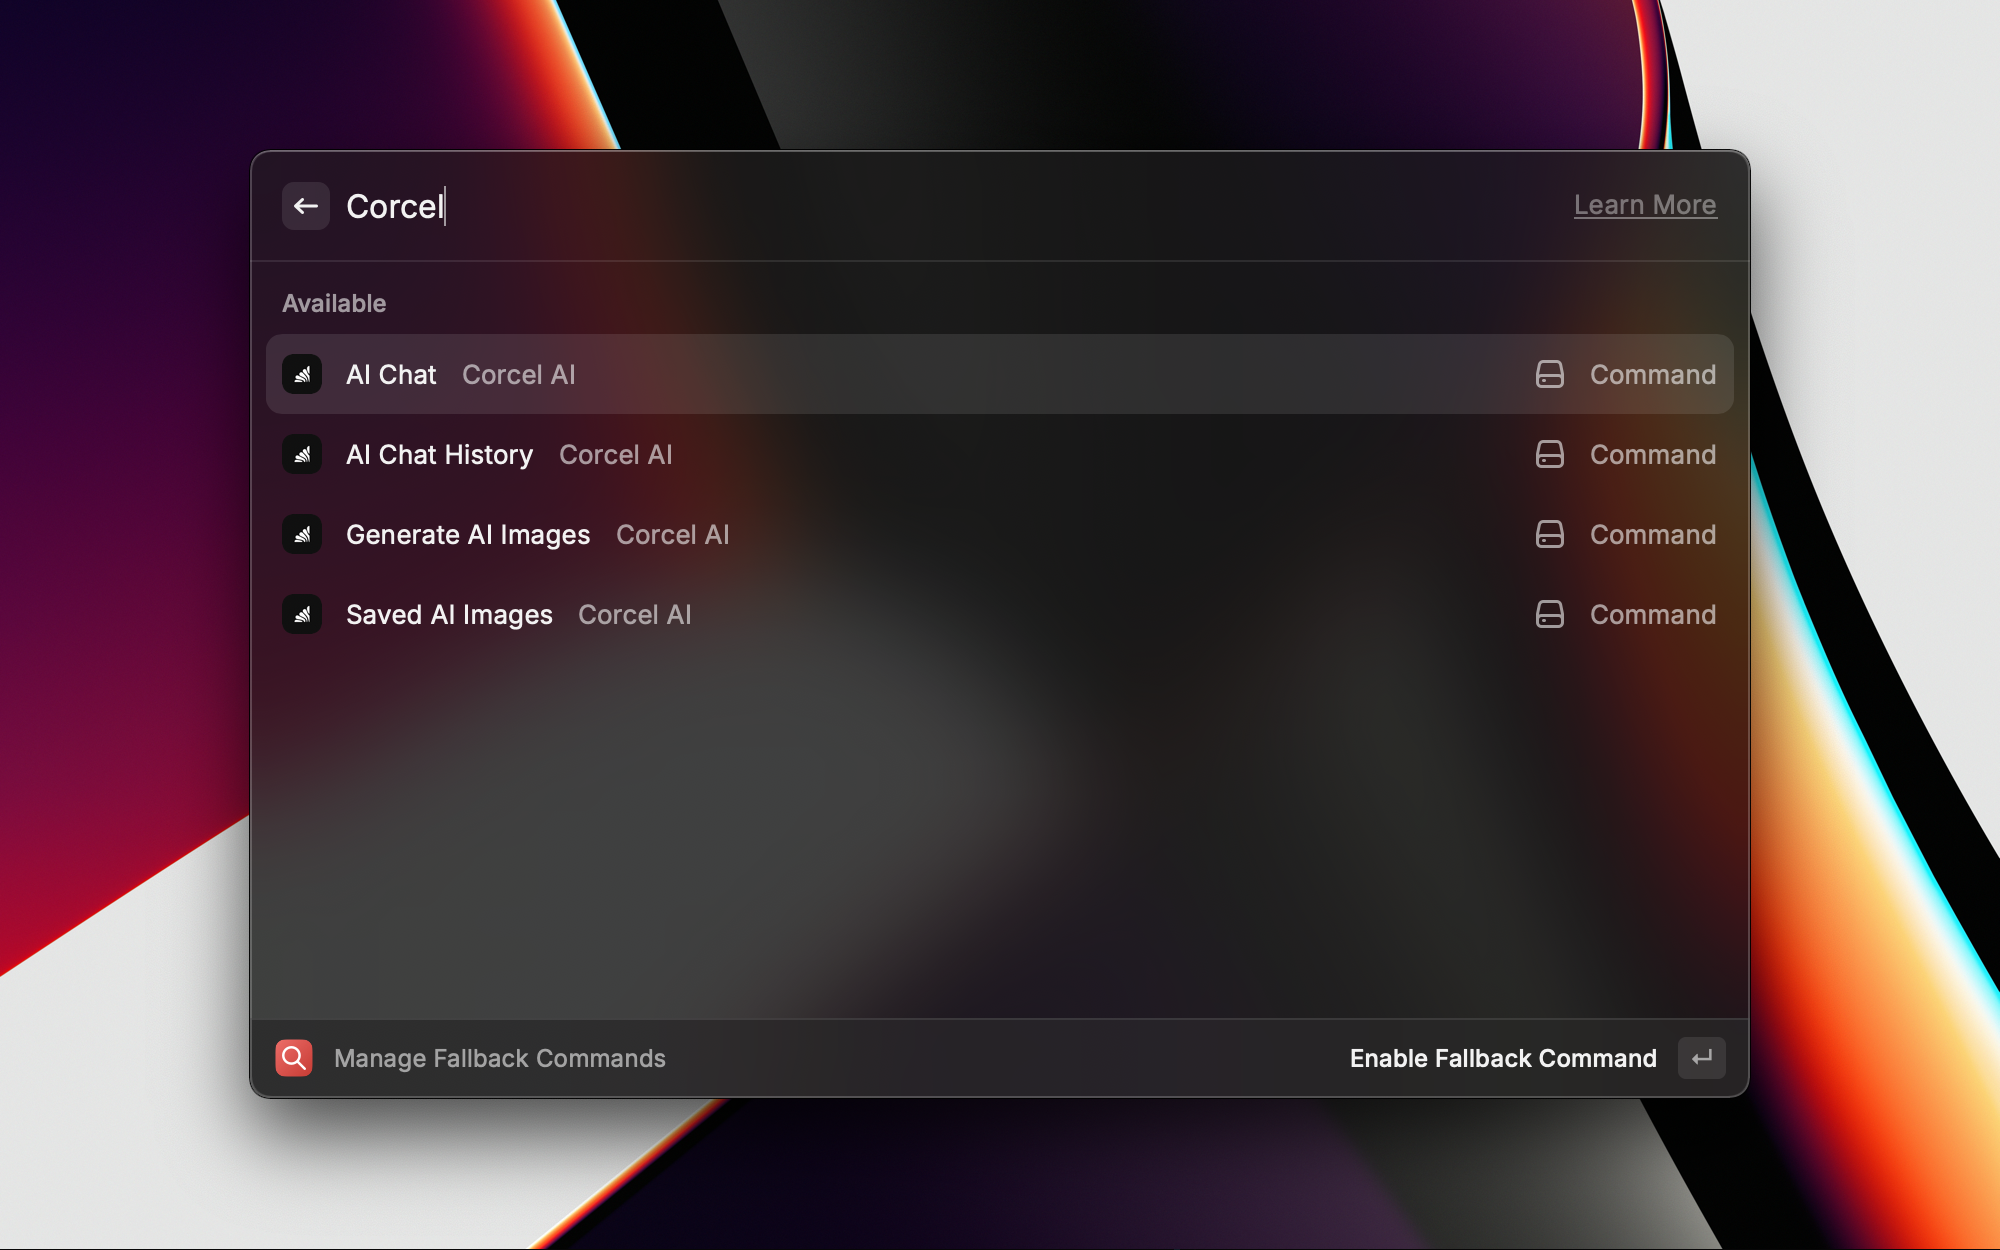 Corcel
Learn More
Available
AI Chat Corcel AI Command
AI Chat History Corcel AI Command
Generate AI Images Corcel AI Command
Saved AI Images Corcel AI Command
Manage Fallback Commands
Enable Fallback Command